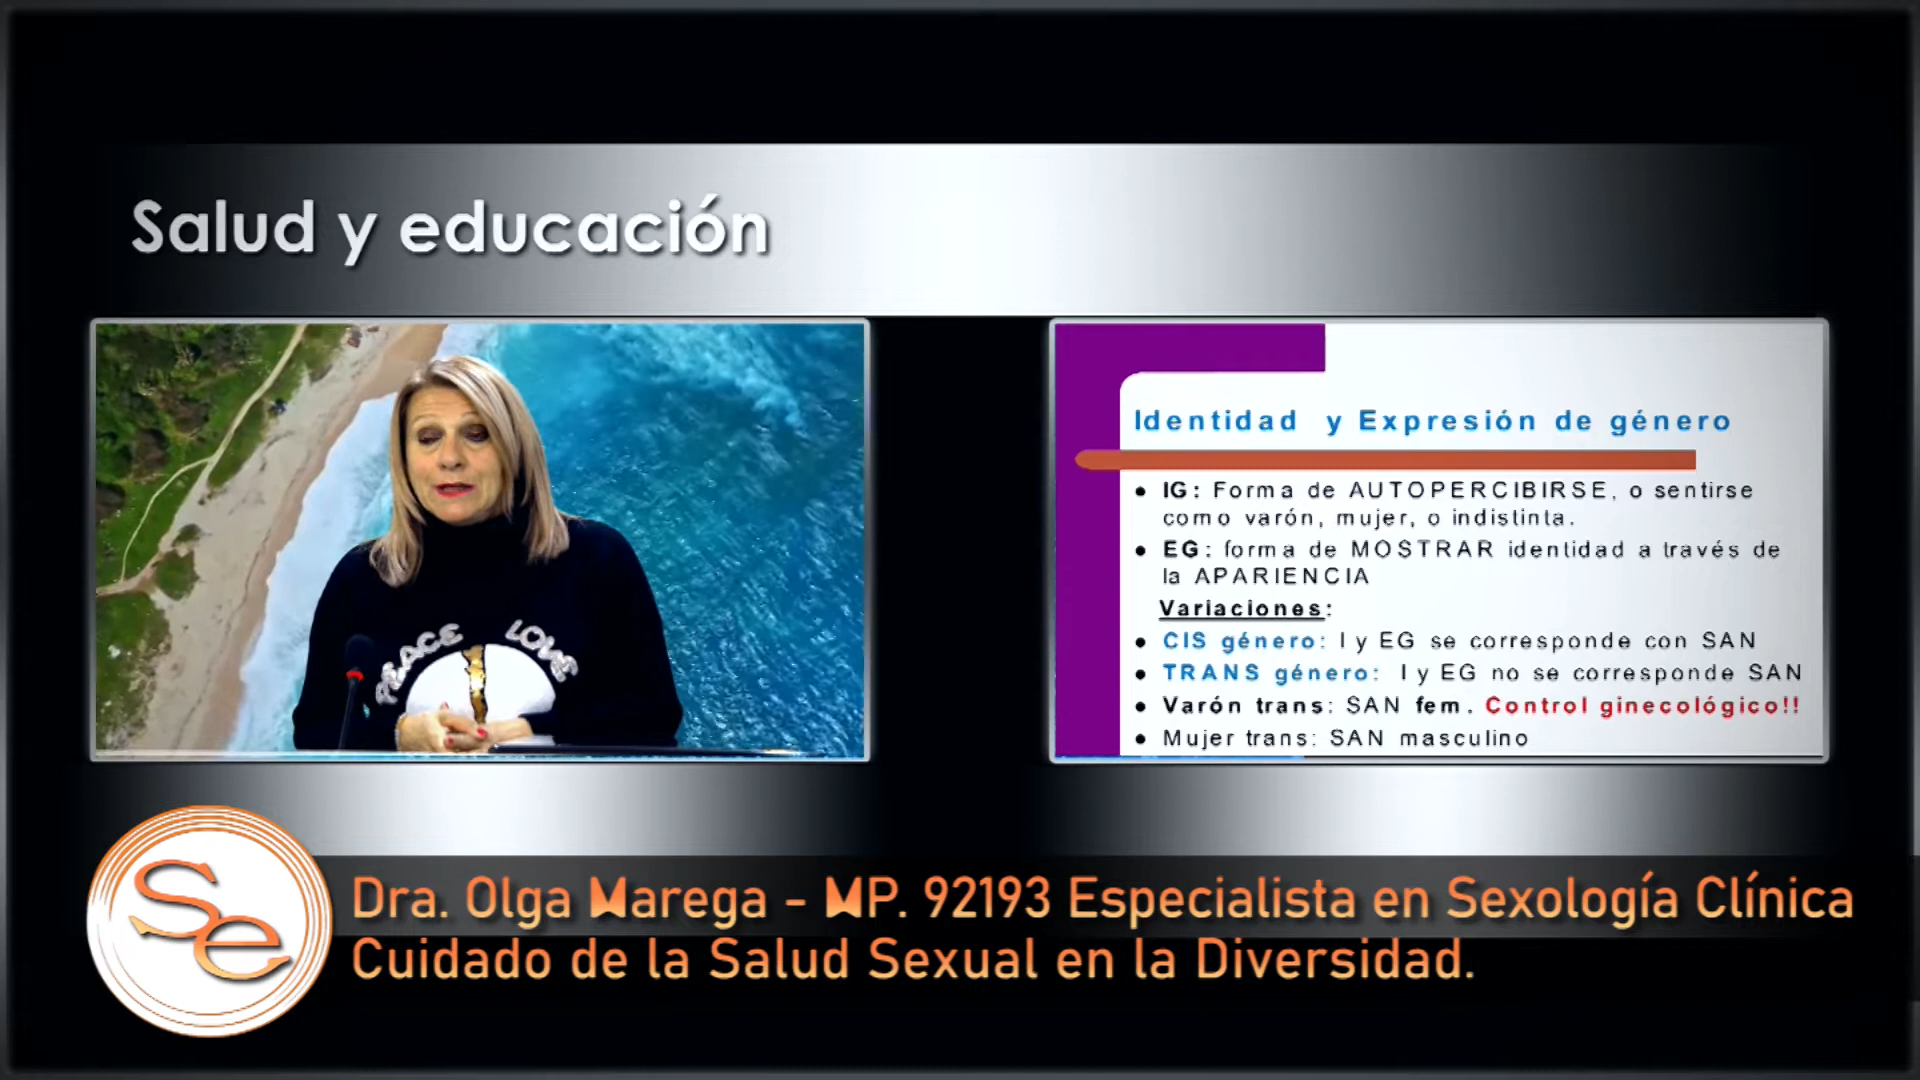 Salud y educación
PEACE LOVE
Identidad y Expresión de género
IG: Forma de AUTOPERCIBIRSE, o sentirse
como varón, mujer, o indistinta.
EG: forma de MOSTRAR identidad a través de
la APARIENCIA
Variaciones:
CIS género: I y EG se corresponde con SAN
TRANS género: I y EG no se corresponde SAN
Varón trans: SAN fem. Control ginecológico!!
Mujer trans: SAN masculino
Se
Dra. Olga Marega - MP. 92193 Especialista en Sexología Clínica
Cuidado de la Salud Sexual en la Diversidad.